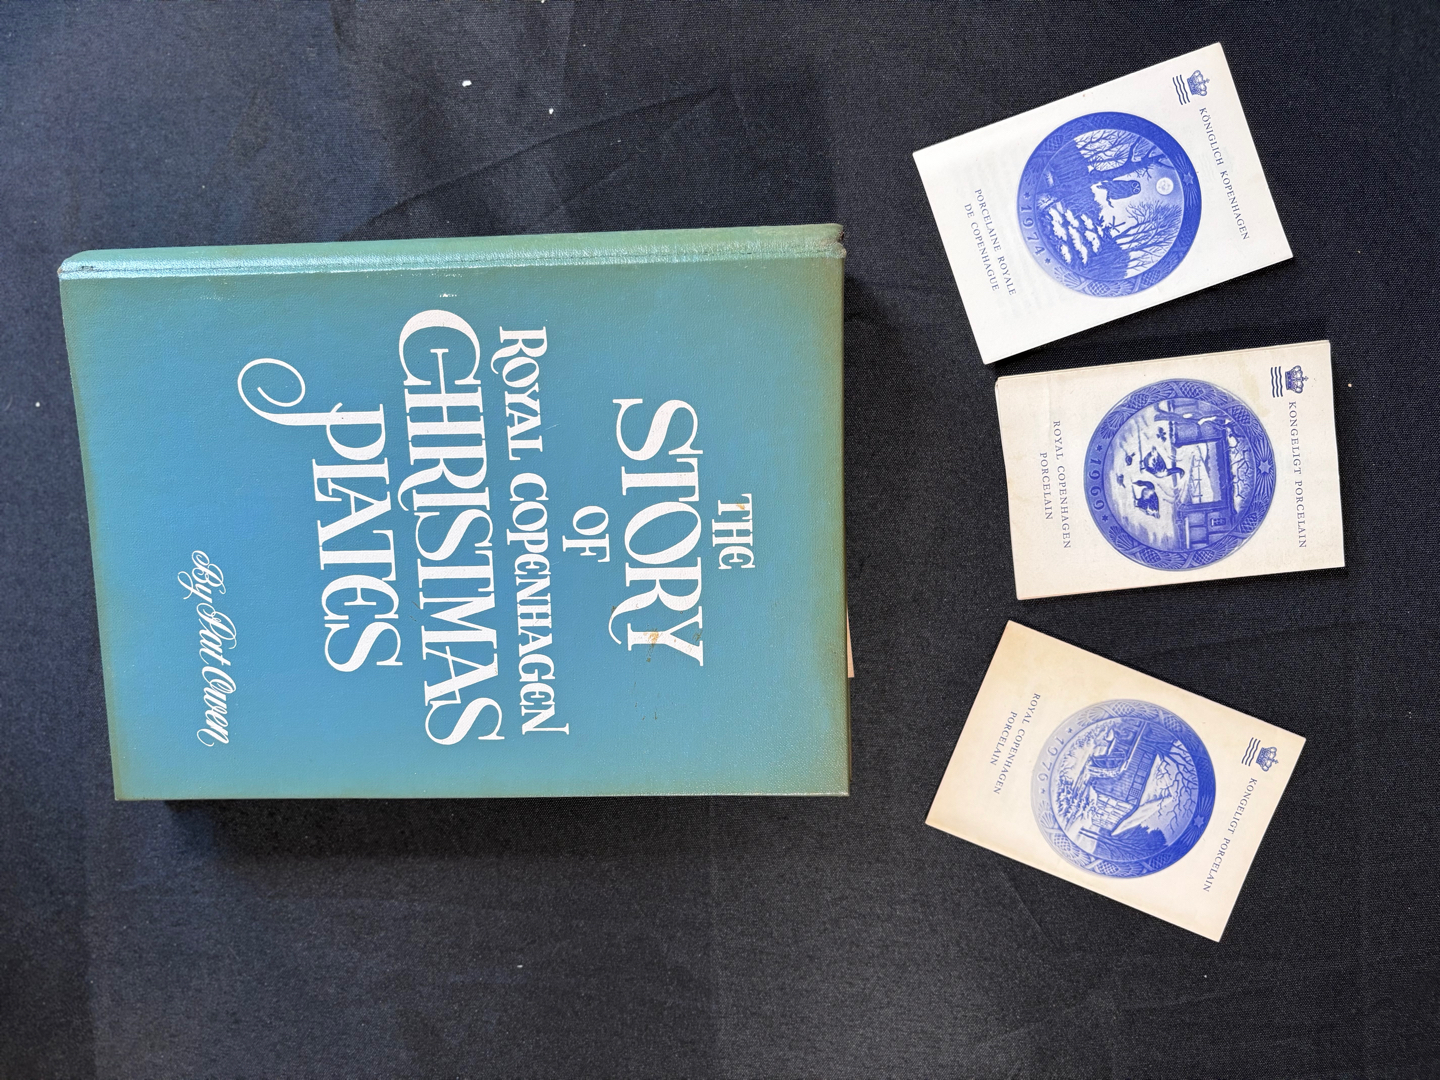 THE
STORY
OF
ROYAL COPENHAGEN
CHRISTMAS
PLATES
By Pat Owen
KÖNIGLICH KOPENHAGEN
1974
PORCELAINE ROYALE
DE COPENHAGUE
KONGELIGT PORCELAIN
1969
ROYAL COPENHAGEN
PORCELAIN
KONGELIGT PORCELAIN
1976
ROYAL COPENHAGEN
PORCELAIN